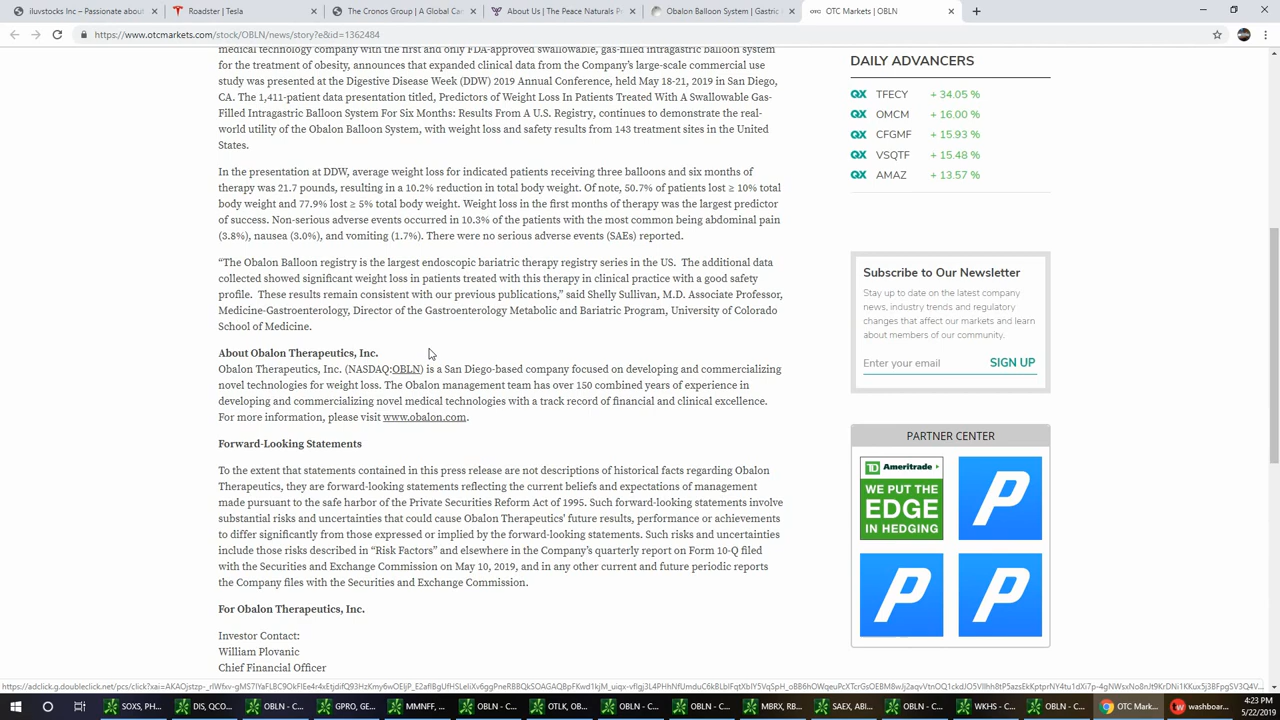 iluvstocks Inc – Passionate about
Roadster | Tesla
The Cronos Group | A Global Ca
About Us | The Peace Naturals P
Obalon Balloon System | Gastric
OTC Markets | OBLN
https://www.otcmarkets.com/stock/OBLN/news/story?e&id=1362484
medical technology company with the first and only FDA-approved swallowable, gas-filled intragastric balloon system
for the treatment of obesity, announces that expanded clinical data from the Company's large-scale commercial use
study was presented at the Digestive Disease Week (DDW) 2019 Annual Conference, held May 18-21, 2019 in San Diego,
CA. The 1,411-patient data presentation titled, Predictors of Weight Loss In Patients Treated With A Swallowable Gas-
Filled Intragastric Balloon System For Six Months: Results From A U.S. Registry, continues to demonstrate the real-
world utility of the Obalon Balloon System, with weight loss and safety results from 143 treatment sites in the United
States.
In the presentation at DDW, average weight loss for indicated patients receiving three balloons and six months of
therapy was 21.7 pounds, resulting in a 10.2% reduction in total body weight. Of note, 50.7% of patients lost ≥ 10% total
body weight and 77.9% lost ≥ 5% total body weight. Weight loss in the first months of therapy was the largest predictor
of success. Non-serious adverse events occurred in 10.3% of the patients with the most common being abdominal pain
(3.8%), nausea (3.0%), and vomiting (1.7%). There were no serious adverse events (SAEs) reported.
“The Obalon Balloon registry is the largest endoscopic bariatric therapy registry series in the US.  The additional data
collected showed significant weight loss in patients treated with this therapy in clinical practice with a good safety
profile.  These results remain consistent with our previous publications,” said Shelly Sullivan, M.D. Associate Professor,
Medicine-Gastroenterology, Director of the Gastroenterology Metabolic and Bariatric Program, University of Colorado
School of Medicine.
About Obalon Therapeutics, Inc.
Obalon Therapeutics, Inc. (NASDAQ:OBLN) is a San Diego-based company focused on developing and commercializing
novel technologies for weight loss. The Obalon management team has over 150 combined years of experience in
developing and commercializing novel medical technologies with a track record of financial and clinical excellence.
For more information, please visit www.obalon.com.
Forward-Looking Statements
To the extent that statements contained in this press release are not descriptions of historical facts regarding Obalon
Therapeutics, they are forward-looking statements reflecting the current beliefs and expectations of management
made pursuant to the safe harbor of the Private Securities Reform Act of 1995. Such forward-looking statements involve
substantial risks and uncertainties that could cause Obalon Therapeutics' future results, performance or achievements
to differ significantly from those expressed or implied by the forward-looking statements. Such risks and uncertainties
include those risks described in “Risk Factors” and elsewhere in the Company's quarterly report on Form 10-Q filed
with the Securities and Exchange Commission on May 10, 2019, and in any other current and future periodic reports
the Company files with the Securities and Exchange Commission.
For Obalon Therapeutics, Inc.
Investor Contact:
William Plovanic
Chief Financial Officer
DAILY ADVANCERS
QX TFECY + 34.05 %
QX OMCM + 16.00 %
QX CFGMF + 15.93 %
QX VSQTF + 15.48 %
QX AMAZ + 13.57 %
Subscribe to Our Newsletter
Stay up to date on the latest company
news, industry trends and regulatory
changes that affect our markets and learn
about members of our community.
Enter your email SIGN UP
PARTNER CENTER
TD Ameritrade
WE PUT THE
EDGE
IN HEDGING
SOXS, PH...
DIS, QCO...
OBLN - C...
GPRO, GE...
MMNFF, ...
OBLN - C...
OTLK, OB...
OBLN - C...
OBLN - C...
MBRX, RB...
SAEX, ABI...
OBLN - C...
WKHS - C...
OBLN - C...
OTC Mark...
washboar...
4:23 PM
5/22/2019